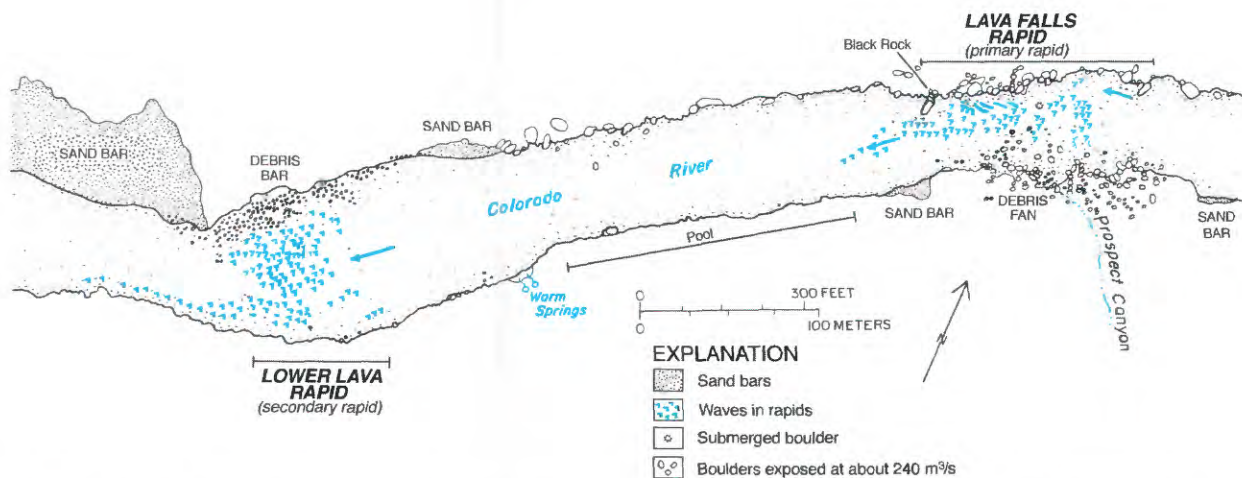 LAVA FALLS
RAPID
(primary rapid)
Black Rock
SAND BAR
SAND BAR
DEBRIS
BAR
River
Colorado
SAND BAR
DEBRIS
FAN
SAND
BAR
Pool
Prospect Canyon
Warm
Springs
0 300 FEET
0 100 METERS
N
LOWER LAVA
RAPID
(secondary rapid)
EXPLANATION
Sand bars
Waves in rapids
Submerged boulder
Boulders exposed at about 240 m³/s